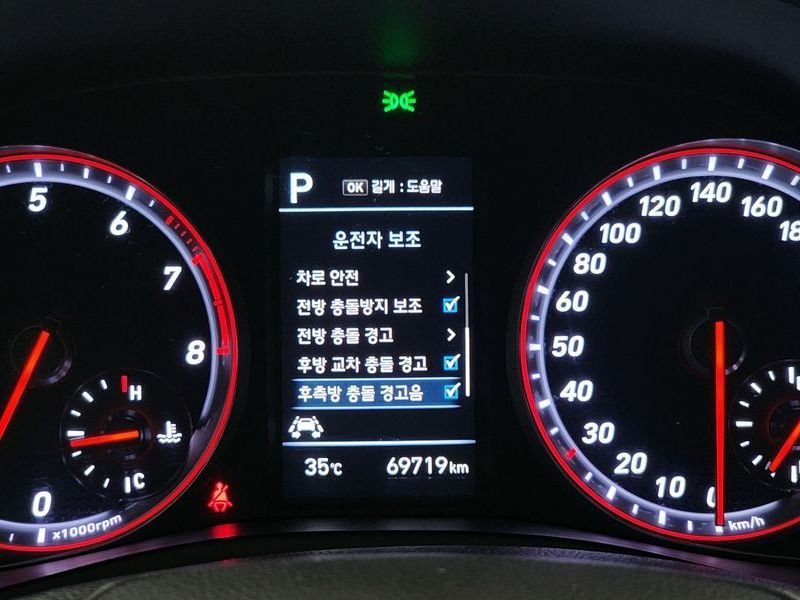 P OK 길게 : 도움말
운전자 보조
차로 안전
전방 충돌방지 보조
전방 충돌 경고
후방 교차 충돌 경고
후측방 충돌 경고음
35℃ 69719km
5
6
7
8
H
C
0
x1000rpm
0
10
20
30
40
50
60
80
100
120
140
160
km/h